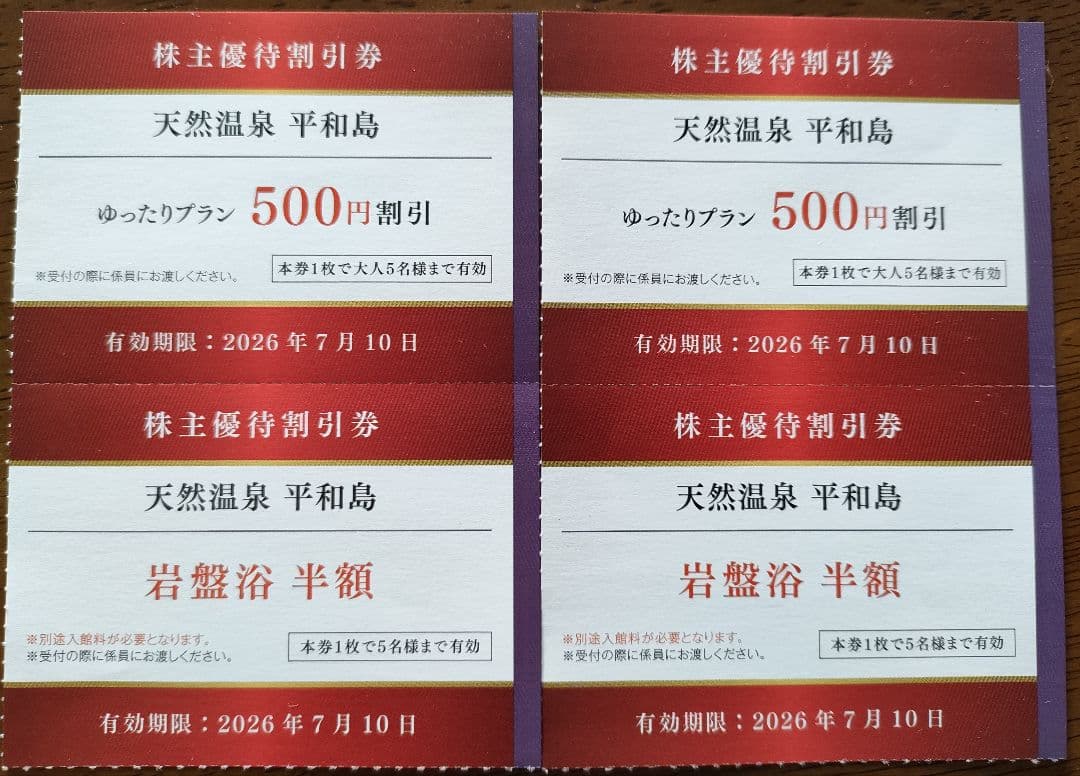 株主優待割引券
天然温泉 平和島
ゆったりプラン 500円割引
※受付の際に係員にお渡しください。
本券1枚で大人5名様まで有効
有効期限：2026年7月10日
株主優待割引券
天然温泉 平和島
ゆったりプラン 500円割引
※受付の際に係員にお渡しください。
本券1枚で大人5名様まで有効
有効期限：2026年7月10日
株主優待割引券
天然温泉 平和島
岩盤浴 半額
※別途入館料が必要となります。
※受付の際に係員にお渡しください。
本券1枚で5名様まで有効
有効期限：2026年7月10日
株主優待割引券
天然温泉 平和島
岩盤浴 半額
※別途入館料が必要となります。
※受付の際に係員にお渡しください。
本券1枚で5名様まで有効
有効期限：2026年7月10日